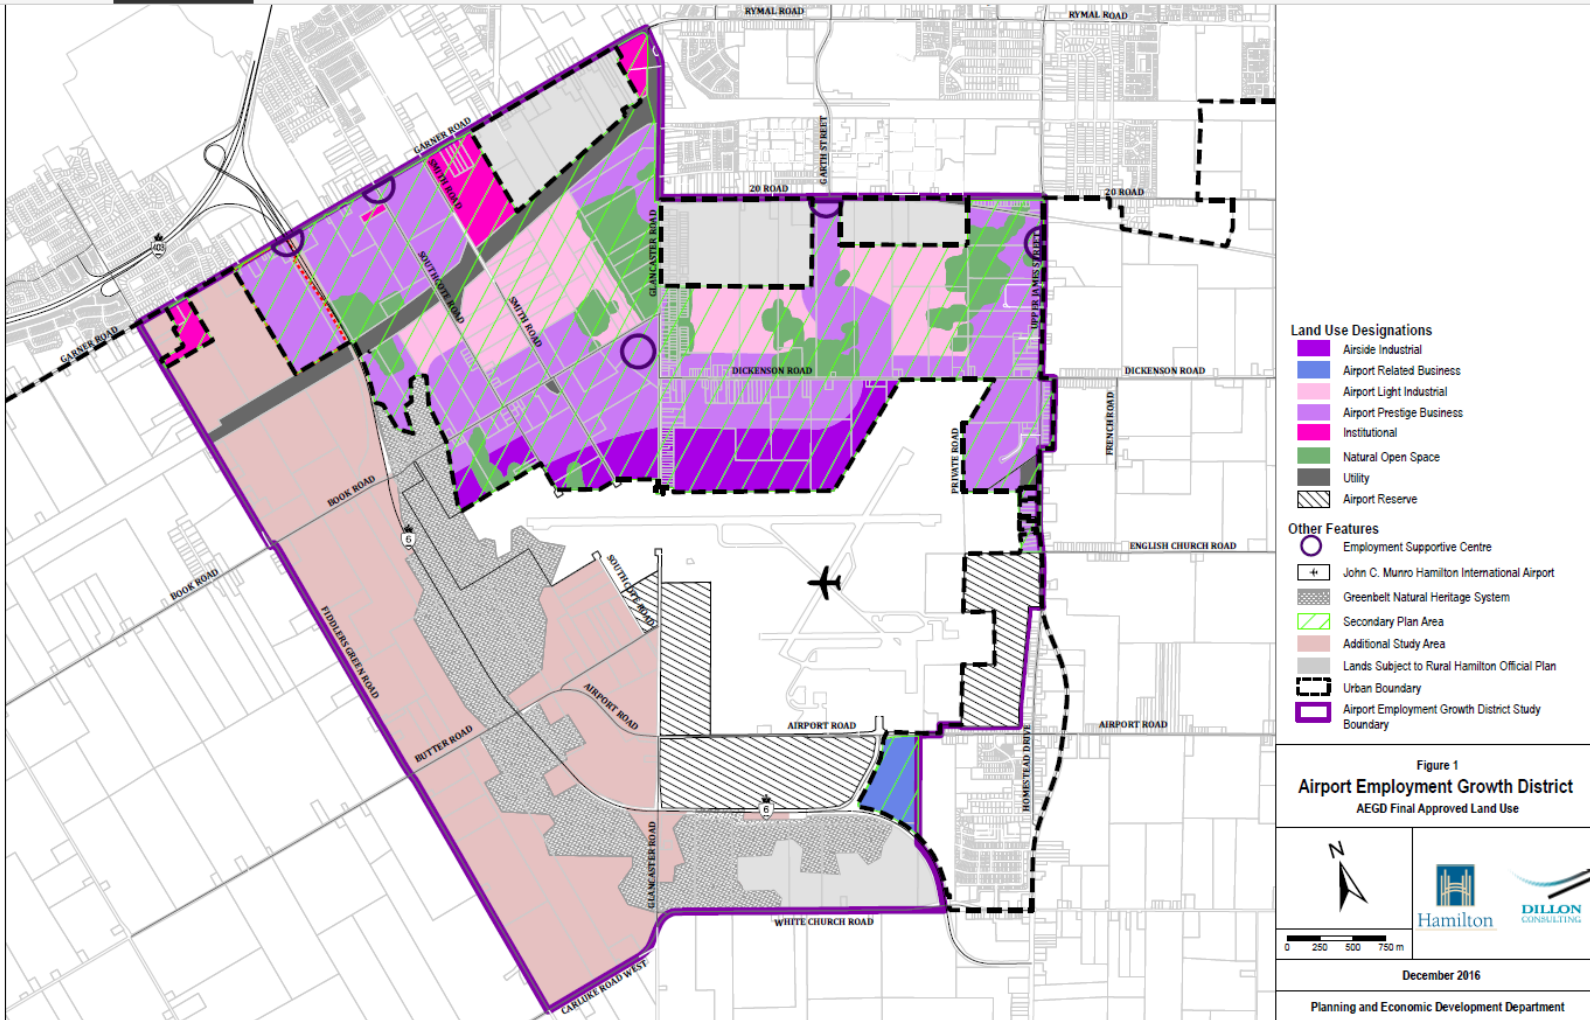 RYMAL ROAD
RYMAL ROAD
GARNER ROAD
SMITH ROAD
GARTH STREET
20 ROAD
20 ROAD
403
GLANCASTER ROAD
SOUTHCOTE ROAD
SMITH ROAD
UPPER JAMES STREET
GARNER ROAD
DICKENSON ROAD
DICKENSON ROAD
FRENCH ROAD
PRIVATE ROAD
BOOK ROAD
6
ENGLISH CHURCH ROAD
BOOK ROAD
SOUTHCOTE ROAD
FIDDLERS GREEN ROAD
AIRPORT ROAD
AIRPORT ROAD
AIRPORT ROAD
BUTTER ROAD
HOMESTEAD DRIVE
6
GLANCASTER ROAD
WHITE CHURCH ROAD
CARLUKE ROAD WEST
Land Use Designations
Airside Industrial
Airport Related Business
Airport Light Industrial
Airport Prestige Business
Institutional
Natural Open Space
Utility
Airport Reserve
Other Features
Employment Supportive Centre
John C. Munro Hamilton International Airport
Greenbelt Natural Heritage System
Secondary Plan Area
Additional Study Area
Lands Subject to Rural Hamilton Official Plan
Urban Boundary
Airport Employment Growth District Study
Boundary
Figure 1
Airport Employment Growth District
AEGD Final Approved Land Use
N
Hamilton
DILLON
CONSULTING
0 250 500 750 m
December 2016
Planning and Economic Development Department